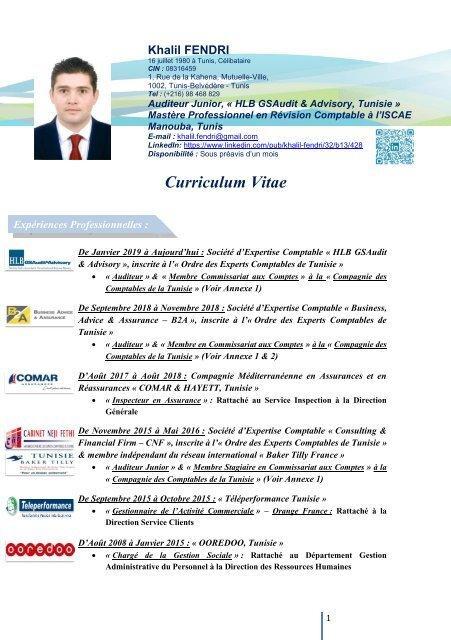 Khalil FENDRI
16 juillet 1980 à Tunis, Célibataire
CIN : 08316459
1, Rue de la Kahena, Mutuelle-Ville,
1002, Tunis-Belvédère - Tunis
Tel : (+216) 98 468 829
Auditeur Junior, « HLB GSAudit & Advisory, Tunisie »
Mastère Professionnel en Révision Comptable à l'ISCAE
Manouba, Tunis
E-mail : khalil.fendri@gmail.com
LinkedIn: https://www.linkedin.com/pub/khalil-fendri/32/b13/428
Disponibilité : Sous préavis d'un mois
Curriculum Vitae
Expériences Professionnelles :
HLB GSAudit&Advisory
De Janvier 2019 à Aujourd'hui : Société d'Expertise Comptable « HLB GSAudit
& Advisory », inscrite à l'« Ordre des Experts Comptables de Tunisie »
• « Auditeur » & « Membre Commissariat aux Comptes » à la « Compagnie des
Comptables de la Tunisie » (Voir Annexe 1)
B2A BUSINESS ADVICE & ASSURANCE
De Septembre 2018 à Novembre 2018 : Société d'Expertise Comptable « Business,
Advice & Assurance – B2A », inscrite à l'« Ordre des Experts Comptables de
Tunisie »
• « Auditeur » & « Membre en Commissariat aux Comptes » à la « Compagnie des
Comptables de la Tunisie » (Voir Annexe 1 & 2)
COMAR
ASSURANCES
D'Août 2017 à Août 2018 : Compagnie Méditerranéenne en Assurances et en
Réassurances « COMAR & HAYETT, Tunisie »
• « Inspecteur en Assurance » : Rattaché au Service Inspection à la Direction
Générale
CABINET NEJI FETHI
TUNISIE
BAKER TILLY
De Novembre 2015 à Mai 2016 : Société d'Expertise Comptable « Consulting &
Financial Firm – CNF », inscrite à l'« Ordre des Experts Comptables de Tunisie »
& membre indépendant du réseau international « Baker Tilly France »
• « Auditeur Junior » & « Membre Stagiaire en Commissariat aux Comptes » à la
« Compagnie des Comptables de la Tunisie » (Voir Annexe 1)
Teleperformance
De Septembre 2015 à Octobre 2015 : « Téléperformance Tunisie »
• « Gestionnaire de l'Activité Commerciale » – Orange France : Rattaché à la
Direction Service Clients
ooredoo
D'Août 2008 à Janvier 2015 : « OOREDOO, Tunisie »
• « Chargé de la Gestion Sociale » : Rattaché au Département Gestion
Administrative du Personnel à la Direction des Ressources Humaines
1